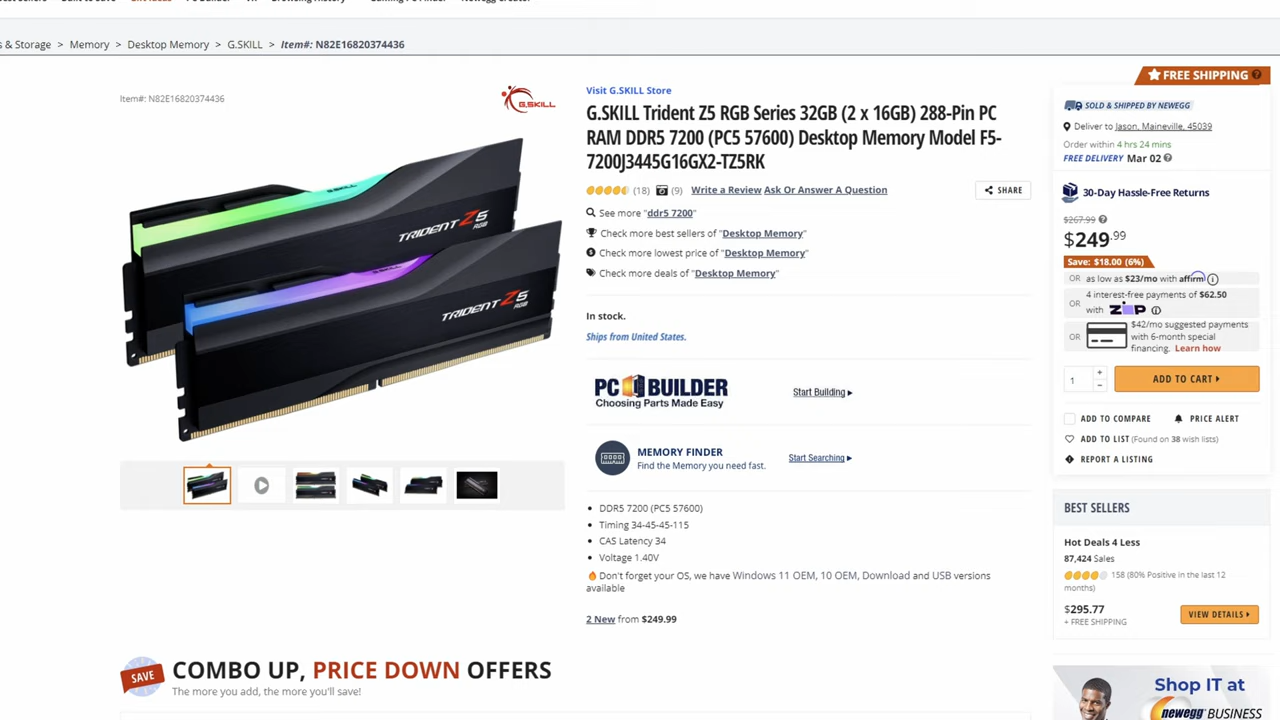 & Storage > Memory > Desktop Memory > G.SKILL > Item#: N82E16820374436
Item#: N82E16820374436
G.SKILL
TRIDENT Z5 RGB
TRIDENT Z5 RGB
Visit G.SKILL Store
G.SKILL Trident Z5 RGB Series 32GB (2 x 16GB) 288-Pin PC
RAM DDR5 7200 (PC5 57600) Desktop Memory Model F5-
7200J3445G16GX2-TZ5RK
(18) (9) Write a Review Ask Or Answer A Question
SHARE
See more "ddr5 7200"
Check more best sellers of "Desktop Memory"
Check more lowest price of "Desktop Memory"
Check more deals of "Desktop Memory"
In stock.
Ships from United States.
PC BUILDER
Choosing Parts Made Easy
Start Building
MEMORY FINDER
Find the Memory you need fast.
Start Searching
• DDR5 7200 (PC5 57600)
• Timing 34-45-45-115
• CAS Latency 34
• Voltage 1.40V
Don't forget your OS, we have Windows 11 OEM, 10 OEM, Download and USB versions
available
2 New from $249.99
FREE SHIPPING
SOLD & SHIPPED BY NEWEGG
Deliver to Jason, Maineville, 45039
Order within 4 hrs 24 mins
FREE DELIVERY Mar 02
30-Day Hassle-Free Returns
$267.99
$249.99
Save: $18.00 (6%)
OR as low as $23/mo with affirm
OR 4 interest-free payments of $62.50
with ZIP
OR $42/mo suggested payments
with 6-month special
financing. Learn how
1 + - ADD TO CART
ADD TO COMPARE PRICE ALERT
ADD TO LIST (Found on 38 wish lists)
REPORT A LISTING
BEST SELLERS
Hot Deals 4 Less
87,424 Sales
158 (80% Positive in the last 12
months)
$295.77
+ FREE SHIPPING
VIEW DETAILS
Shop IT at
newegg BUSINESS
SAVE
COMBO UP, PRICE DOWN OFFERS
The more you add, the more you'll save!